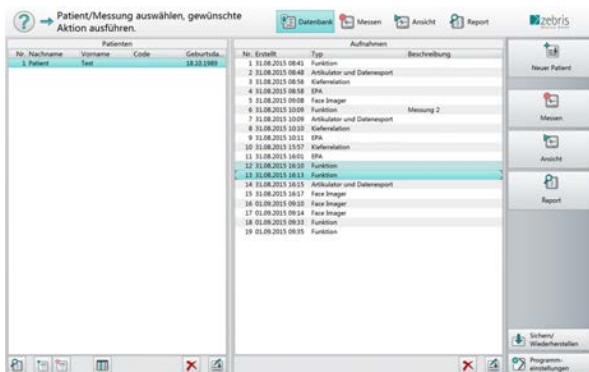 Patient/Messung auswählen, gewünschte
Aktion ausführen.
Datenbank Messen Ansicht Report
zebris
Patienten
Nr. Nachname Vorname Code Geburtsda...
1 Patient Test 18.10.1989
Aufnahmen
Nr. Erstellt Typ Beschreibung
1 31.08.2015 08:41 Funktion
2 31.08.2015 08:48 Artikulator und Datenexport
3 31.08.2015 08:56 Kieferrelation
4 31.08.2015 08:58 EPA
5 31.08.2015 09:08 Face Imager
6 31.08.2015 10:09 Funktion Messung 2
7 31.08.2015 10:09 Artikulator und Datenexport
8 31.08.2015 10:10 Kieferrelation
9 31.08.2015 10:11 EPA
10 31.08.2015 15:57 Kieferrelation
11 31.08.2015 16:01 EPA
12 31.08.2015 16:10 Funktion
13 31.08.2015 16:13 Funktion
14 31.08.2015 16:15 Artikulator und Datenexport
15 31.08.2015 16:17 Face Imager
16 01.09.2015 09:10 Face Imager
17 01.09.2015 09:14 Face Imager
18 01.09.2015 09:33 Funktion
19 01.09.2015 09:35 Funktion
Neuer Patient
Messen
Ansicht
Report
Sichern/
Wiederherstellen
Programm-
einstellungen